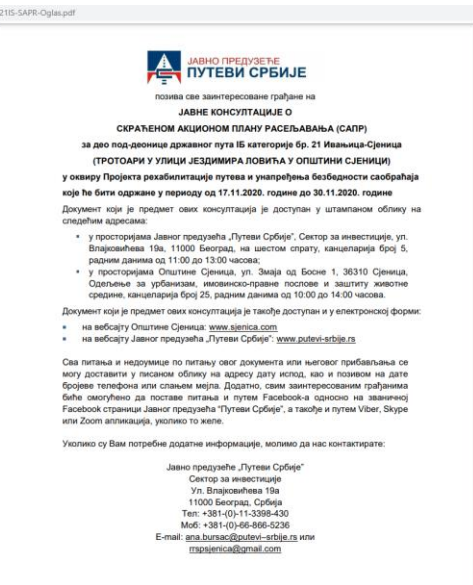 21IS-SAPR-Oglas.pdf
ЈАВНО ПРЕДУЗЕЋЕ
ПУТЕВИ СРБИЈЕ
позива све заинтересоване грађане на
ЈАВНЕ КОНСУЛТАЦИЈЕ О
СКРАЋЕНОМ АКЦИОНОМ ПЛАНУ РАСЕЉАВАЊА (САПР)
за део под-деонице државног пута IБ категорије бр. 21 Ивањица-Сјеница
(ТРОТОАРИ У УЛИЦИ ЈЕЗДИМИРА ЛОВИЋА У ОПШТИНИ СЈЕНИЦИ)
у оквиру Пројекта рехабилитације путева и унапређења безбедности саобраћаја
које ће бити одржане у периоду од 17.11.2020. године до 30.11.2020. године
Документ који је предмет ових консултација је доступан у штампаном облику на
следећим адресама:
• у просторијама Јавног предузећа „Путеви Србије", Сектор за инвестиције, ул.
Влајковићева 19а, 11000 Београд, на шестом спрату, канцеларија број 5,
радним данима од 11:00 до 13:00 часова;
• у просторијама Општине Сјеница, ул. Змаја од Босне 1, 36310 Сјеница,
Одељење за урбанизам, имовинско-правне послове и заштиту животне
средине, канцеларија број 25, радним данима од 10:00 до 14:00 часова.
Документ који је предмет ових консултација је такође доступан и у електронској форми:
• на вебсајту Општине Сјеница: www.sjenica.com
• на вебсајту Јавног предузећа „Путеви Србије": www.putevi-srbije.rs
Сва питања и недоумице по питању овог документа или његовог прибављања се
могу доставити у писаном облику на адресу дату испод, као и позивом на дате
бројеве телефона или слањем мејла. Додатно, свим заинтересованим грађанима
биће омогућено да поставе питања и путем Facebook-а односно на званичној
Facebook страници Јавног предузећа "Путеви Србије", а такође и путем Viber, Skype
или Zoom апликација, уколико то желе.
Уколико су Вам потребне додатне информације, молимо да нас контактирате:
Јавно предузеће „Путеви Србије"
Сектор за инвестиције
Ул. Влајковићева 19а
11000 Београд, Србија
Тел: +381-(0)-11-3398-430
Моб: +381-(0)-66-866-5236
E-mail: ana.bursac@putevi–srbije.rs или
rrspsjenica@gmail.com